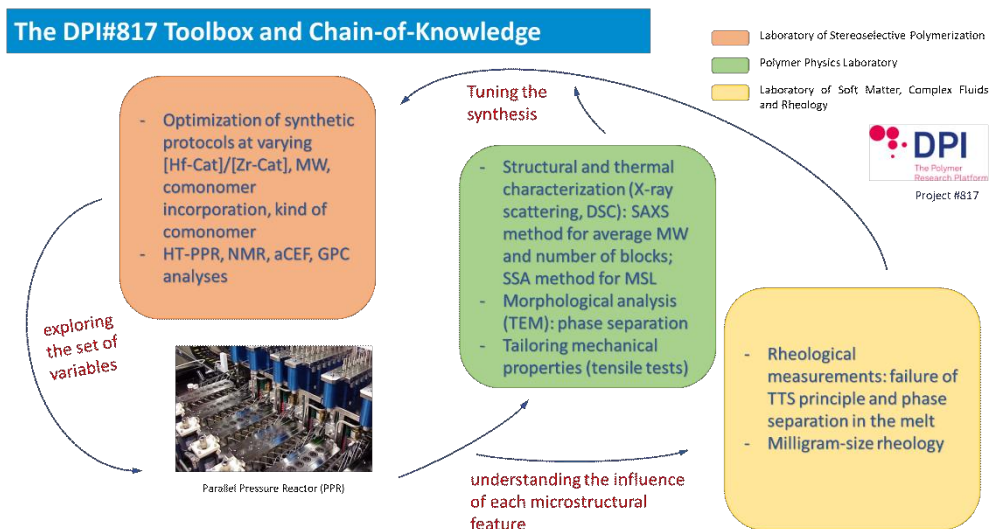 The DPI#817 Toolbox and Chain-of-Knowledge
Laboratory of Stereoselective Polymerization
Polymer Physics Laboratory
Laboratory of Soft Matter, Complex Fluids
and Rheology
DPI
The Polymer
Research Platform
Project #817
Tuning the
synthesis
- Optimization of synthetic
protocols at varying
[Hf-Cat]/[Zr-Cat], MW,
comonomer
incorporation, kind of
comonomer
- HT-PPR, NMR, aCEF, GPC
analyses
- Structural and thermal
characterization (X-ray
scattering, DSC): SAXS
method for average MW
and number of blocks;
SSA method for MSL
- Morphological analysis
(TEM): phase separation
- Tailoring mechanical
properties (tensile tests)
- Rheological
measurements: failure of
TTS principle and phase
separation in the melt
- Milligram-size rheology
exploring
the set of
variables
Parallel Pressure Reactor (PPR)
understanding the influence
of each microstructural
feature